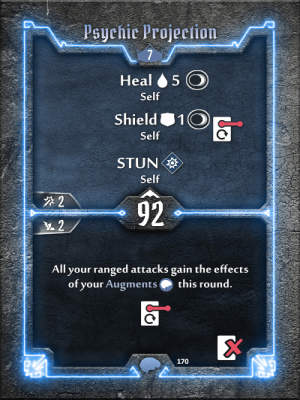 Psychic Projection
7
Heal 5
Self
Shield 1
Self
STUN
Self
2
92
2
All your ranged attacks gain the effects
of your Augments this round.
170